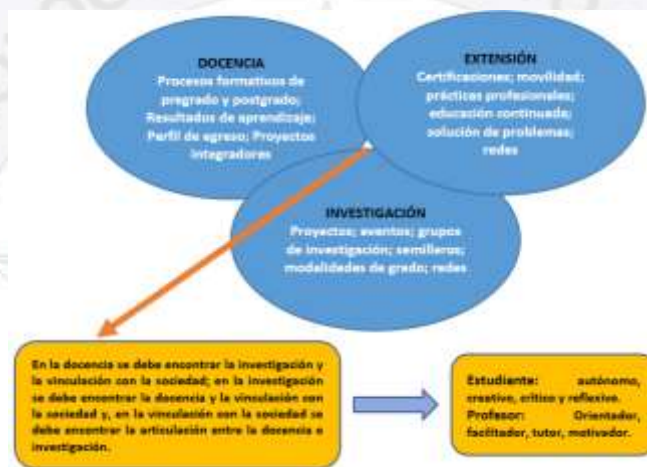 DOCENCIA
Procesos formativos de
pregrado y postgrado;
Resultados de aprendizaje;
Perfil de egreso; Proyectos
integradores
EXTENSIÓN
Certificaciones; movilidad;
prácticas profesionales;
educación continuada;
solución de problemas;
redes
INVESTIGACIÓN
Proyectos; eventos; grupos
de investigación; semilleros;
modalidades de grado; redes
En la docencia se debe encontrar la investigación y
la vinculación con la sociedad; en la investigación
se debe encontrar la docencia y la vinculación con
la sociedad y, en la vinculación con la sociedad se
debe encontrar la articulación entre la docencia e
investigación.
Estudiante: autónomo,
creativo, crítico y reflexivo.
Profesor: Orientador,
facilitador, tutor, motivador.